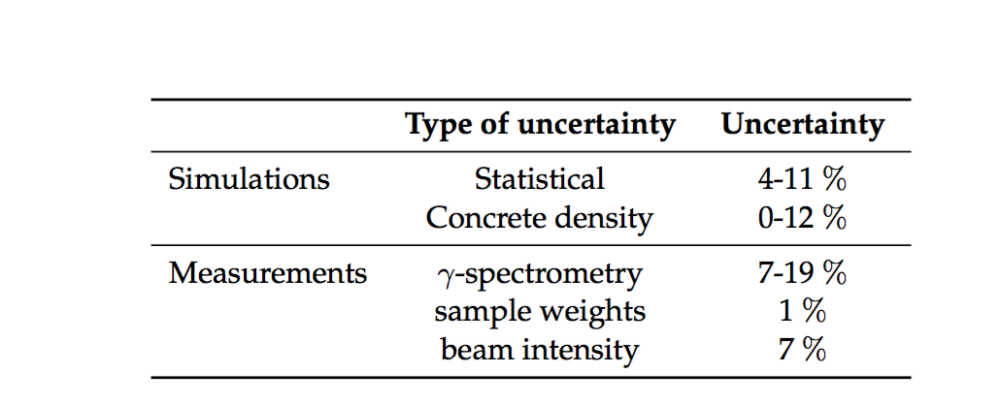 Type of uncertainty Uncertainty
Simulations Statistical 4-11 %
Concrete density 0-12 %
Measurements γ-spectrometry 7-19 %
sample weights 1 %
beam intensity 7 %